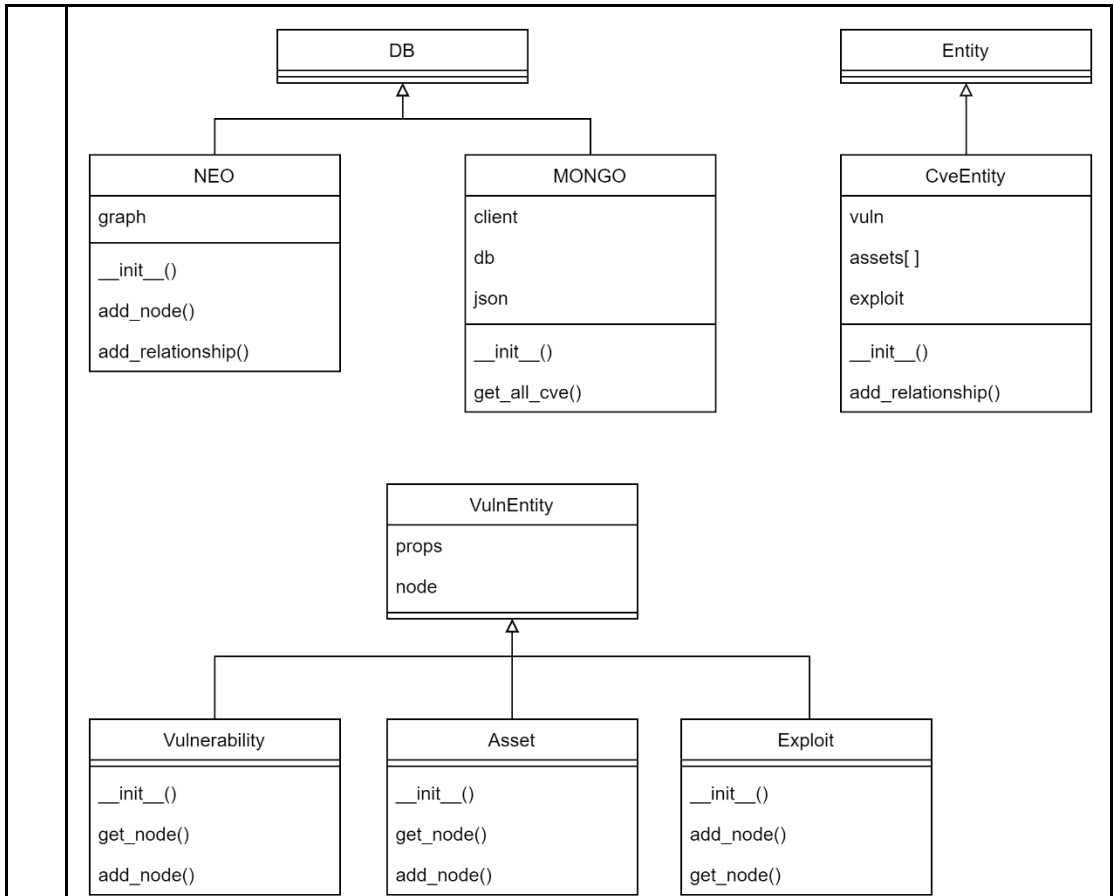 DB
Entity
NEO
graph
__init__()
add_node()
add_relationship()
MONGO
client
db
json
__init__()
get_all_cve()
CveEntity
vuln
assets[ ]
exploit
__init__()
add_relationship()
VulnEntity
props
node
Vulnerability
__init__()
get_node()
add_node()
Asset
__init__()
get_node()
add_node()
Exploit
__init__()
add_node()
get_node()